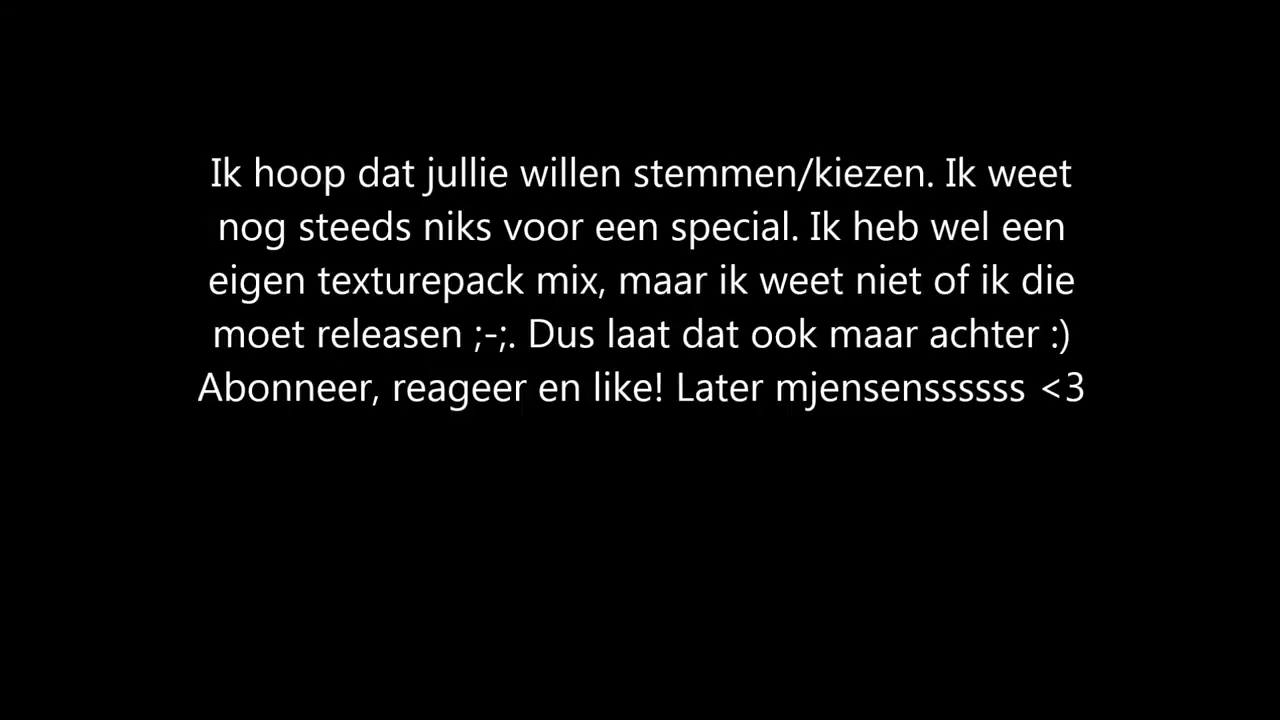 Ik hoop dat jullie willen stemmen/kiezen. Ik weet
nog steeds niks voor een special. Ik heb wel een
eigen texturepack mix, maar ik weet niet of ik die
moet releasen ;-;. Dus laat dat ook maar achter :)
Abonneer, reageer en like! Later mjensenssssss <3